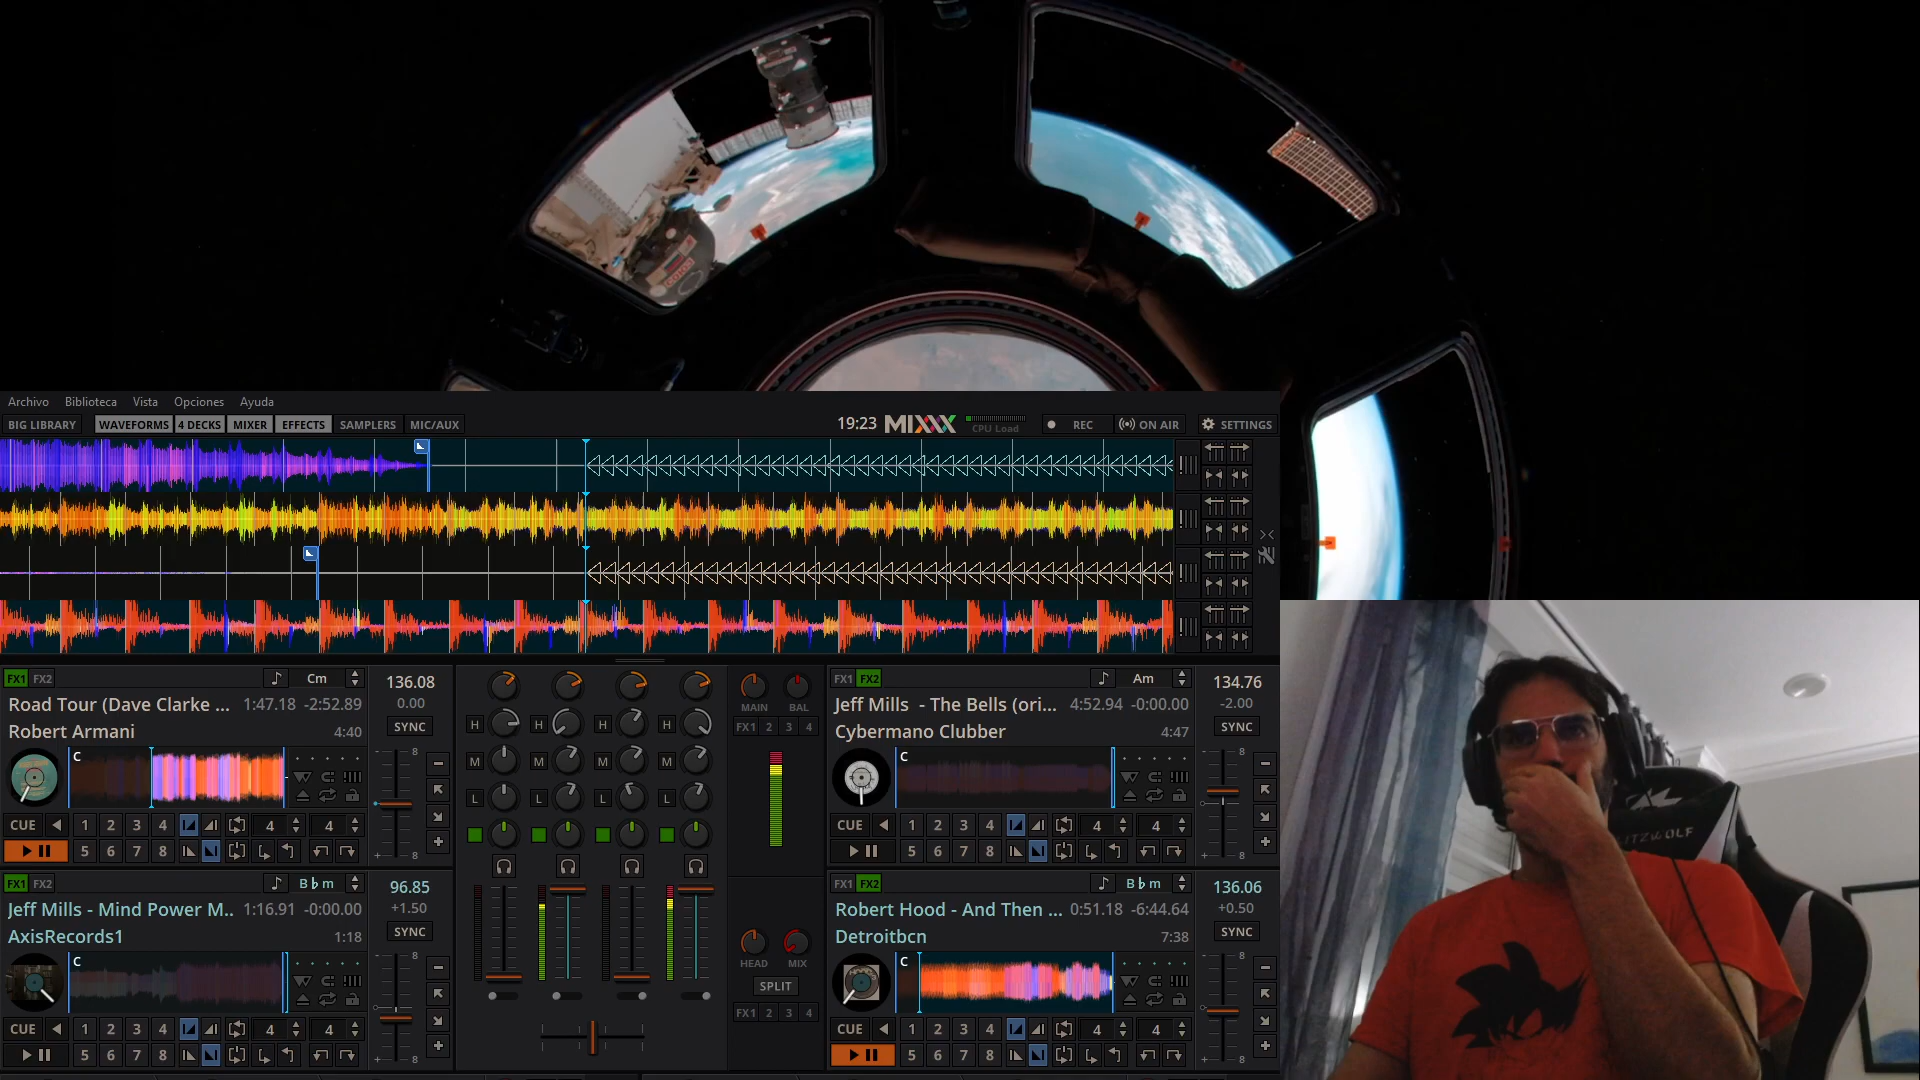 Archivo Biblioteca Vista Opciones Ayuda
BIG LIBRARY WAVEFORMS 4 DECKS MIXER EFFECTS SAMPLERS MIC/AUX 19:23 MIXXX CPU Load REC ON AIR SETTINGS
FX1 FX2 Cm 136.08
Road Tour (Dave Clarke ... 1:47.18 -2:52.89 0.00
Robert Armani 4:40 SYNC
C 8
CUE 1 2 3 4 4 4
5 6 7 8 8
FX1 FX2 B♭m 96.85
Jeff Mills - Mind Power M.. 1:16.91 -0:00.00 +1.50
AxisRecords1 1:18 SYNC
C 8
CUE 1 2 3 4 4 4
5 6 7 8 8
H H H H
M M M M
L L L L
MAIN BAL
FX1 2 3 4
HEAD MIX
SPLIT
FX1 2 3 4
FX1 FX2 Am 134.76
Jeff Mills - The Bells (ori... 4:52.94 -0:00.00 -2.00
Cybermano Clubber 4:47 SYNC
C 8
CUE 1 2 3 4 4 4
5 6 7 8 8
FX1 FX2 B♭m 136.06
Robert Hood - And Then ... 0:51.18 -6:44.64 +0.50
Detroitbcn 7:38 SYNC
C 8
CUE 1 2 3 4 4 4
5 6 7 8 8